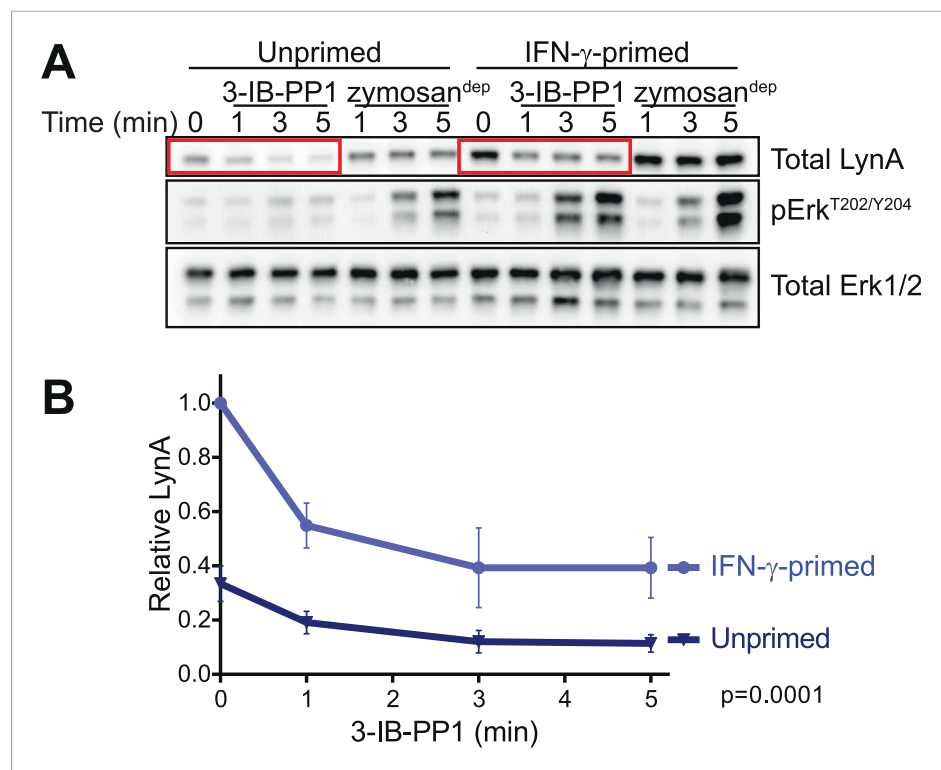 A
Unprimed IFN-γ-primed
3-IB-PP1 zymosan^dep 3-IB-PP1 zymosan^dep
Time (min) 0 1 3 5 1 3 5 0 1 3 5 1 3 5
Total LynA
pErk^T202/Y204
Total Erk1/2
B
1.0
0.8
0.6
0.4
0.2
0.0
Relative LynA
IFN-γ-primed
Unprimed
0 1 2 3 4 5
p=0.0001
3-IB-PP1 (min)